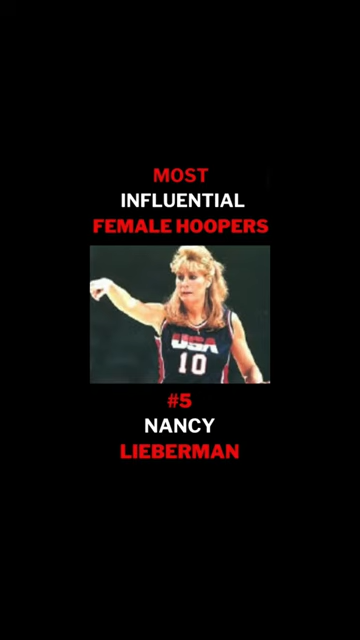 MOST
INFLUENTIAL
FEMALE HOOPERS
USA
10
#5
NANCY
LIEBERMAN